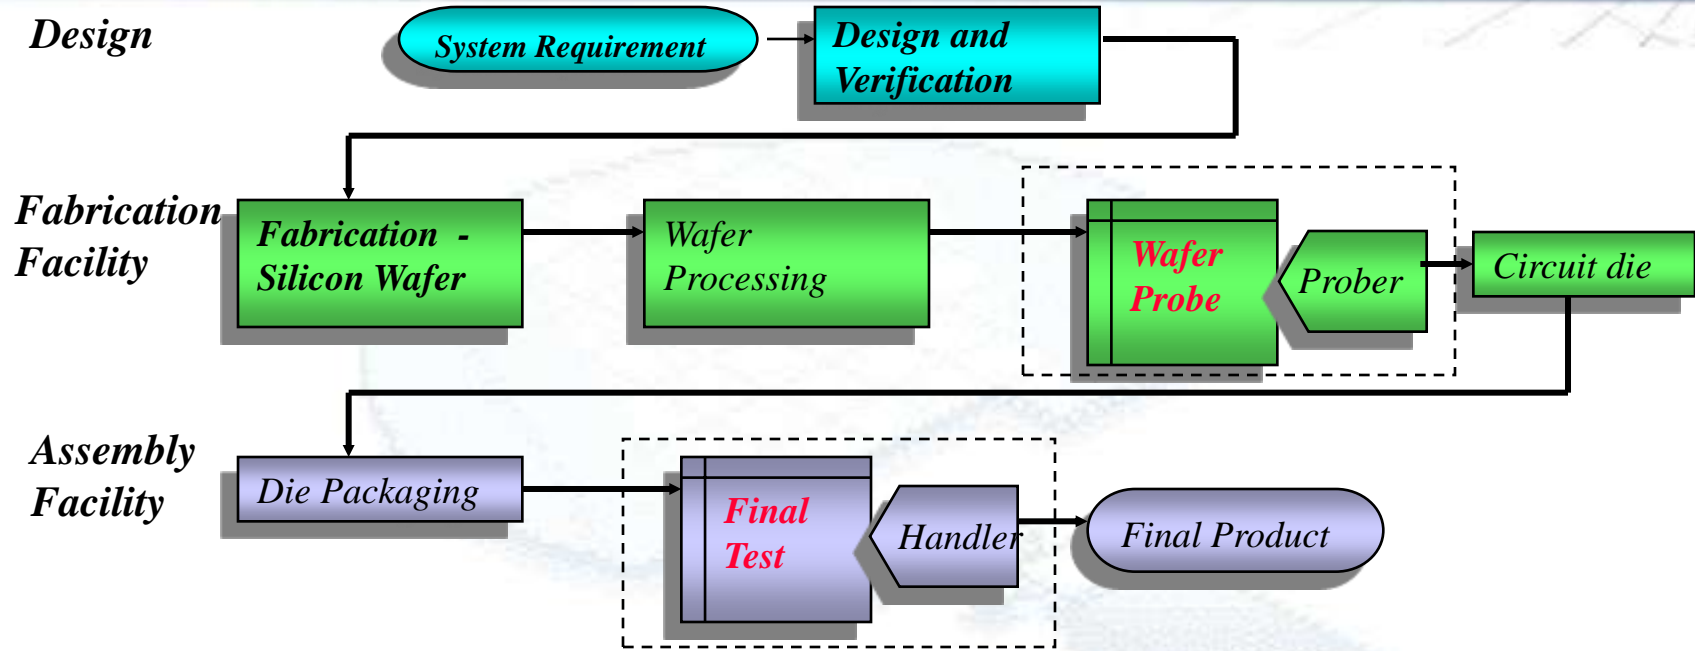 Design
System Requirement
Design and
Verification
Fabrication
Facility
Fabrication -
Silicon Wafer
Wafer
Processing
Wafer
Probe
Prober
Circuit die
Assembly
Facility
Die Packaging
Final
Test
Handler
Final Product